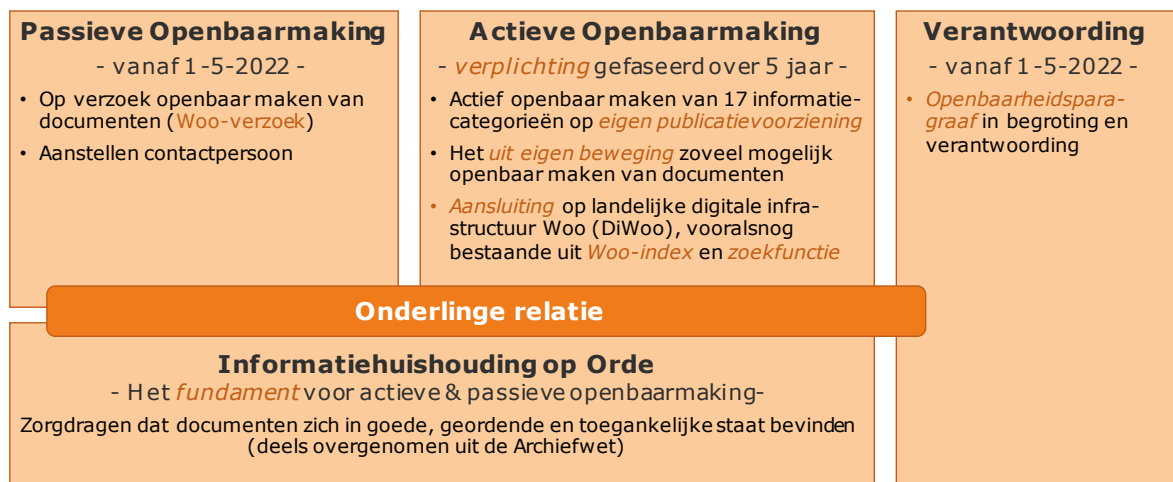 Passieve Openbaarmaking
- vanaf 1-5-2022 -
• Op verzoek openbaar maken van
documenten (Woo-verzoek)
• Aanstellen contactpersoon
Actieve Openbaarmaking
- verplichting gefaseerd over 5 jaar -
• Actief openbaar maken van 17 informatie-
categorieën op eigen publicatievoorziening
• Het uit eigen beweging zoveel mogelijk
openbaar maken van documenten
• Aansluiting op landelijke digitale infra-
structuur Woo (DiWoo), vooralsnog
bestaande uit Woo-index en zoekfunctie
Verantwoording
- vanaf 1-5-2022 -
• Openbaarheidspara-
graaf in begroting en
verantwoording
Onderlinge relatie
Informatiehuishouding op Orde
- Het fundament voor actieve & passieve openbaarmaking-
Zorgdragen dat documenten zich in goede, geordende en toegankelijke staat bevinden
(deels overgenomen uit de Archiefwet)